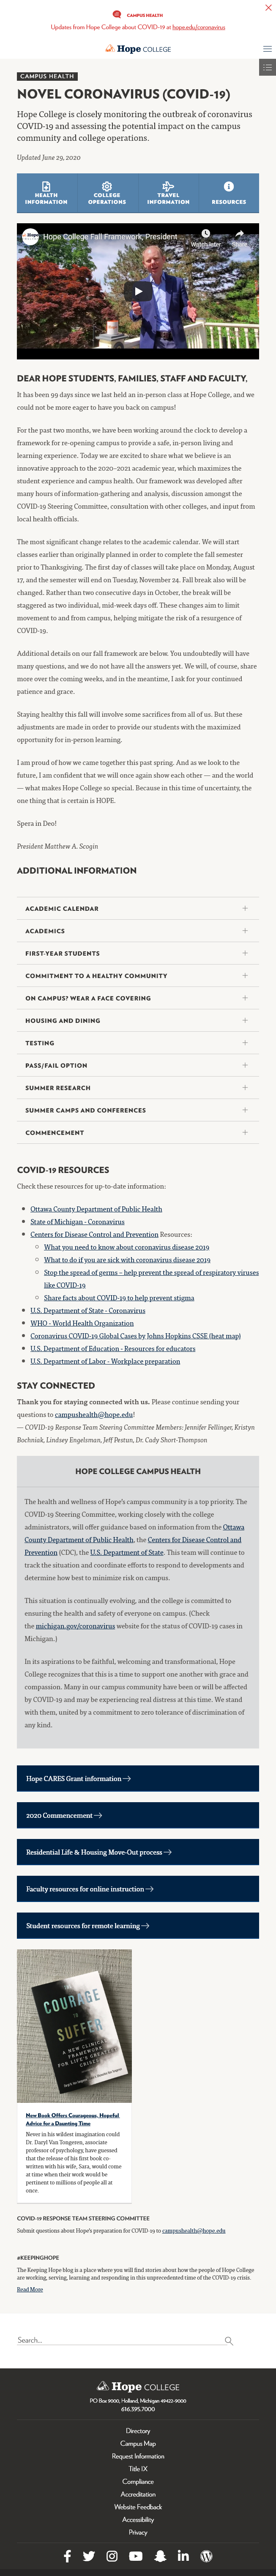 CAMPUS HEALTH
Updates from Hope College about COVID-19 at hope.edu/coronavirus
Hope COLLEGE
CAMPUS HEALTH
NOVEL CORONAVIRUS (COVID-19)
Hope College is closely monitoring the outbreak of coronavirus
COVID-19 and assessing the potential impact on the campus
community and college programs.
Updated June 29, 2020
HEALTH INFORMATION
COLLEGE OPERATIONS
TRAVEL INFORMATION
RESOURCES
Hope College Fall Framework, President
Watch later
DEAR HOPE STUDENTS, FAMILIES, STAFF AND FACULTY,
It has been 99 days since we last held an in-person class at Hope College, and we
could not be more eager to have you back on campus!
For the past two months, we have been working around the clock to develop a
framework for re-opening campus to provide a safe, in-person living and
learning experience. Today we are excited to share what we believe is an
innovative approach to the 2020-2021 academic year, which maximizes the
student experience and campus health. Our framework was developed after
many hours of information-gathering and analysis, discussion amongst the
COVID-19 Steering Committee, consultation with other colleges, and input from
local health officials.
The most significant change we have been working around is the academic calendar. We will start
classes earlier than originally planned in order to complete the semester prior
to Thanksgiving. The first day of classes will take place on Monday, August
17, and the semester will end on Tuesday, November 24. Fall break also will be
changed. Rather than two consecutive days in October, the break will be
staggered as two individual, mid-week days off. These changes aim to limit
movement to and from campus, helping mitigate the risk of a resurgence of
COVID-19.
Additional details on our fall framework are below. You undoubtedly will have
many questions, and we do not have all the answers yet. We will, of course, share
more over the coming weeks, and in the meantime, I ask for your continued
patience and grace.
Staying healthy this fall will involve some sacrifices from all of us. But these
adjustments are made in order to provide our students with the maximized
opportunity for in-person learning.
I am proud of how we came together this past spring. And as we look to the
future, I am confident that we will once again show each other — and the world
— what makes Hope College so special. Because in this time of uncertainty, the
one thing that is certain is HOPE.
Spera in Deo!
President Matthew A. Scogin
ADDITIONAL INFORMATION
ACADEMIC CALENDAR
ACADEMICS
FIRST-YEAR STUDENTS
COMMITMENT TO A HEALTHY COMMUNITY
ON CAMPUS? WEAR A FACE COVERING
HOUSING AND DINING
TESTING
PASS/FAIL OPTION
SUMMER RESEARCH
SUMMER CAMPS AND CONFERENCES
COMMENCEMENT
COVID-19 RESOURCES
Check these resources for up-to-date information:
Ottawa County Department of Public Health
State of Michigan - Coronavirus
Centers for Disease Control and Prevention Resources:
What you need to know about coronavirus disease 2019
What to do if you are sick with coronavirus disease 2019
Stop the spread of germs – help prevent the spread of respiratory viruses
like COVID-19
Share facts about COVID-19 to help prevent stigma
U.S. Department of State - Coronavirus
WHO - World Health Organization
Coronavirus COVID-19 Global Cases by Johns Hopkins CSSE (heat map)
U.S. Department of Education - Resources for educators
U.S. Department of Labor - Workplace preparation
STAY CONNECTED
Thank you for staying connected with us. Please continue sending your
questions to campushealth@hope.edu!
— COVID-19 Response Team Steering Committee Members: Jennifer Fellinger, Kristyn
Bochniak, Lindsey Engelsman, Jeff Pestun, Dr. Cady Short-Thompson
HOPE COLLEGE CAMPUS HEALTH
The health and wellness of Hope's campus community is a top priority. The
COVID-19 Steering Committee, working closely with the college
administrators, will offer guidance based on information from the Ottawa
County Department of Public Health, the Centers for Disease Control and
Prevention (CDC), the U.S. Department of State. This team will continue to
track the situation and coordinate efforts to respond to developments and
determine how best to minimize risk on campus.
This situation is continually evolving, and the college is committed to
ensuring the health and safety of everyone on campus. (Check
the michigan.gov/coronavirus website for the status of COVID-19 cases in
Michigan.)
In its aspirations to be faithful, welcoming and transformational, Hope
College recognizes that this is a time to support one another with grace and
compassion. Many in our campus community have been or will be affected
by COVID-19 and may be experiencing real distress at this time. We stand
with them, and we maintain a commitment to zero tolerance of discrimination for
any kind.
Hope CARES Grant information
2020 Commencement
Residential Life & Housing Move-Out process
Faculty resources for online instruction
Student resources for remote learning
COURAGE
TO
SUFFER
A NEW CLINICAL
FRAMEWORK FOR
LIFE'S GREATEST
CRISES
New Book Offers Courageous, Hopeful
Advice for a Daunting Time
Never in his wildest imagination could
Dr. Daryl Van Tongeren, associate
professor of psychology, have guessed
that the release of his first book co-
written with his wife, Sara, would come
at a time when their work would be
pertinent to millions of people all at
once.
COVID-19 RESPONSE TEAM STEERING COMMITTEE
Submit questions about Hope's preparation for COVID-19 to campushealth@hope.edu
#KEEPINGHOPE
The Keeping Hope blog is a place where you will find stories about how the people of Hope College
are working, serving, learning and responding in this unprecedented time of the COVID-19 crisis.
Read More
Search...
Hope COLLEGE
PO Box 9000, Holland, Michigan 49422-9000
616.395.7000
Directory
Campus Map
Request Information
Title IX
Compliance
Accreditation
Website Feedback
Accessibility
Privacy